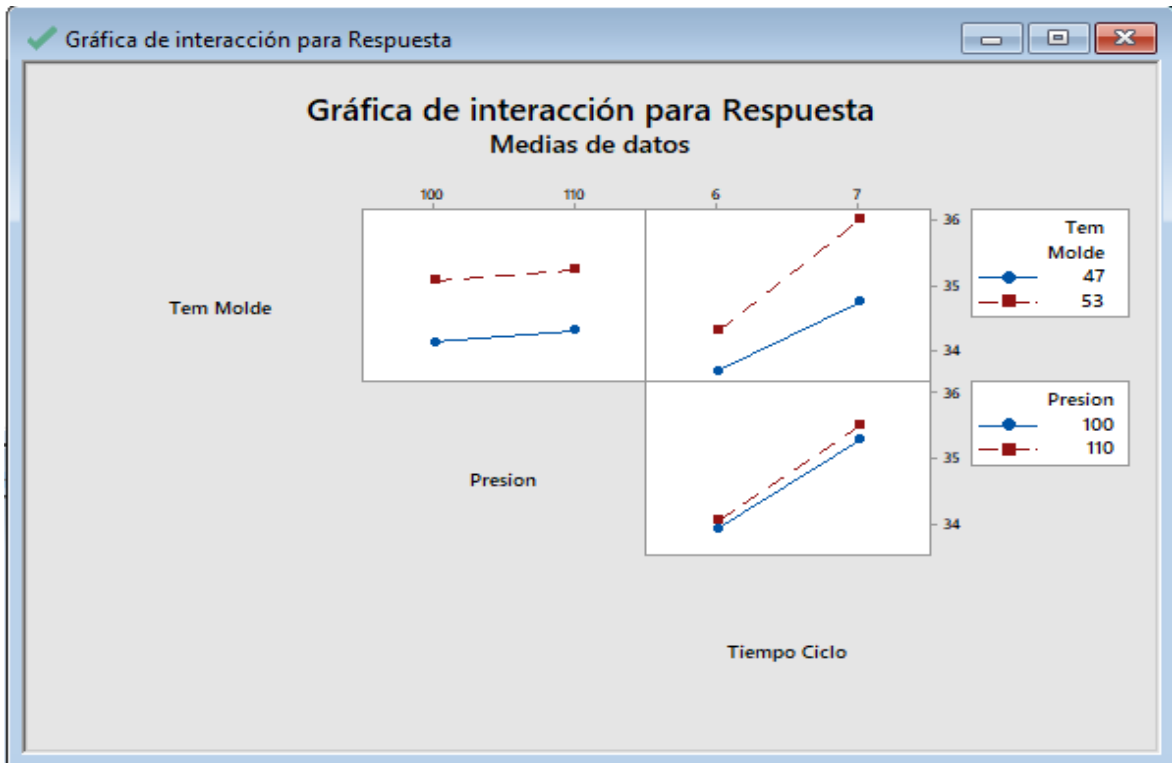 Gráfica de interacción para Respuesta
Gráfica de interacción para Respuesta
Medias de datos
100 110 6 7
Tem Molde
36
35
34
Tem
Molde
47
53
Presion
36
35
34
Presion
100
110
Tiempo Ciclo